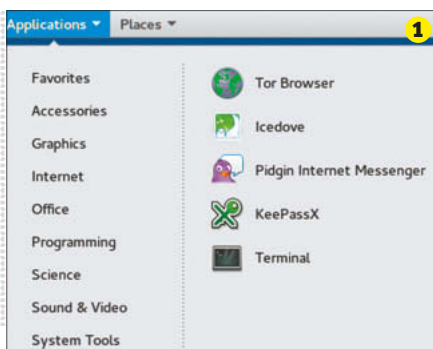 Applications Places
1
Favorites
Accessories
Graphics
Internet
Office
Programming
Science
Sound & Video
System Tools
Tor Browser
Icedove
Pidgin Internet Messenger
KeePassX
Terminal